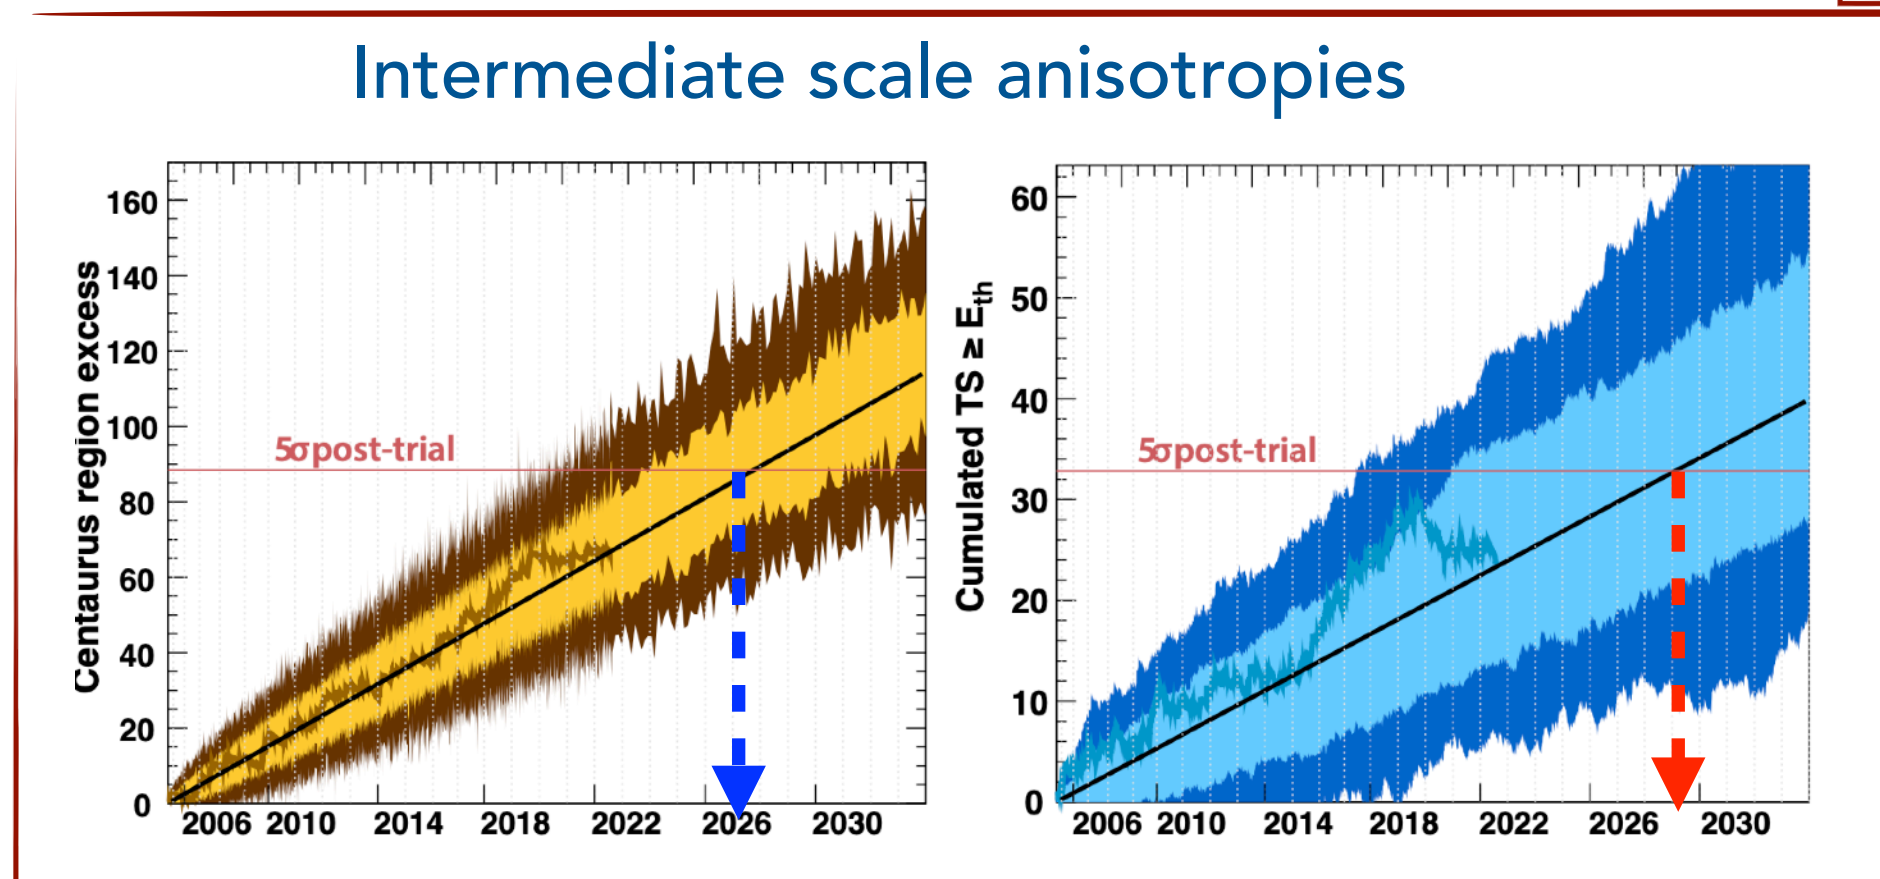 Intermediate scale anisotropies
Centaurus region excess
160
140
120
100
80
60
40
20
0
5σpost-trial
2006 2010 2014 2018 2022 2026 2030
Cumulated TS ≥ Eth
60
50
40
30
20
10
0
5σpost-trial
2006 2010 2014 2018 2022 2026 2030